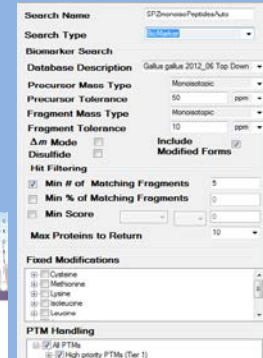 Search Name SPZmonoisoPeptidesAuto
Search Type BioMarker
Biomarker Search
Database Description Gallus gallus 2012_06 Top Down
Precursor Mass Type Monoisotopic
Precursor Tolerance 50 ppm
Fragment Mass Type Monoisotopic
Fragment Tolerance 10 ppm
Δm Mode Include
Disulfide Modified Forms
Hit Filtering
Min # of Matching Fragments 5
Min % of Matching Fragments 0
Min Score 0
Max Proteins to Return 10
Fixed Modifications
Cysteine
Methionine
Lysine
Isoleucine
Leucine
PTM Handling
All PTMs
High priority PTMs (Tier 1)